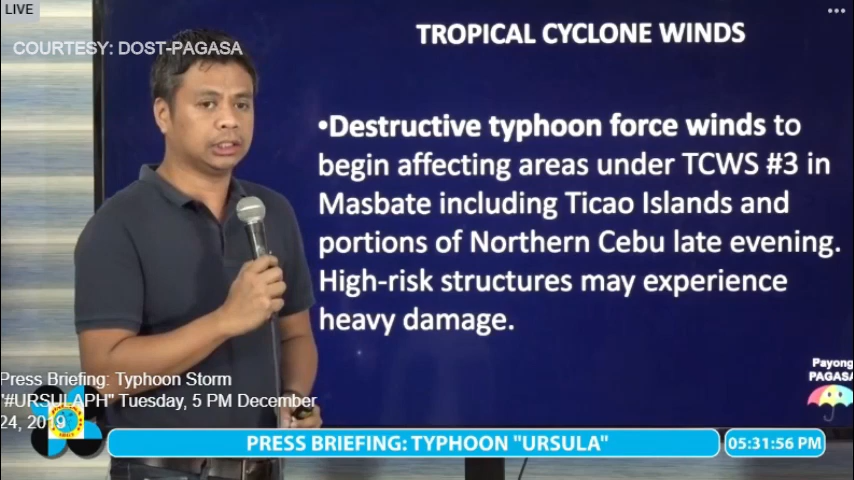 LIVE
COURTESY: DOST-PAGASA
TROPICAL CYCLONE WINDS
•Destructive typhoon force winds to
begin affecting areas under TCWS #3 in
Masbate including Ticao Islands and
portions of Northern Cebu late evening.
High-risk structures may experience
heavy damage.
Payong
PAGASA
Press Briefing: Typhoon Storm
"#URSULAPH" Tuesday, 5 PM December
24, 2019
PRESS BRIEFING: TYPHOON "URSULA"
05:31:56 PM